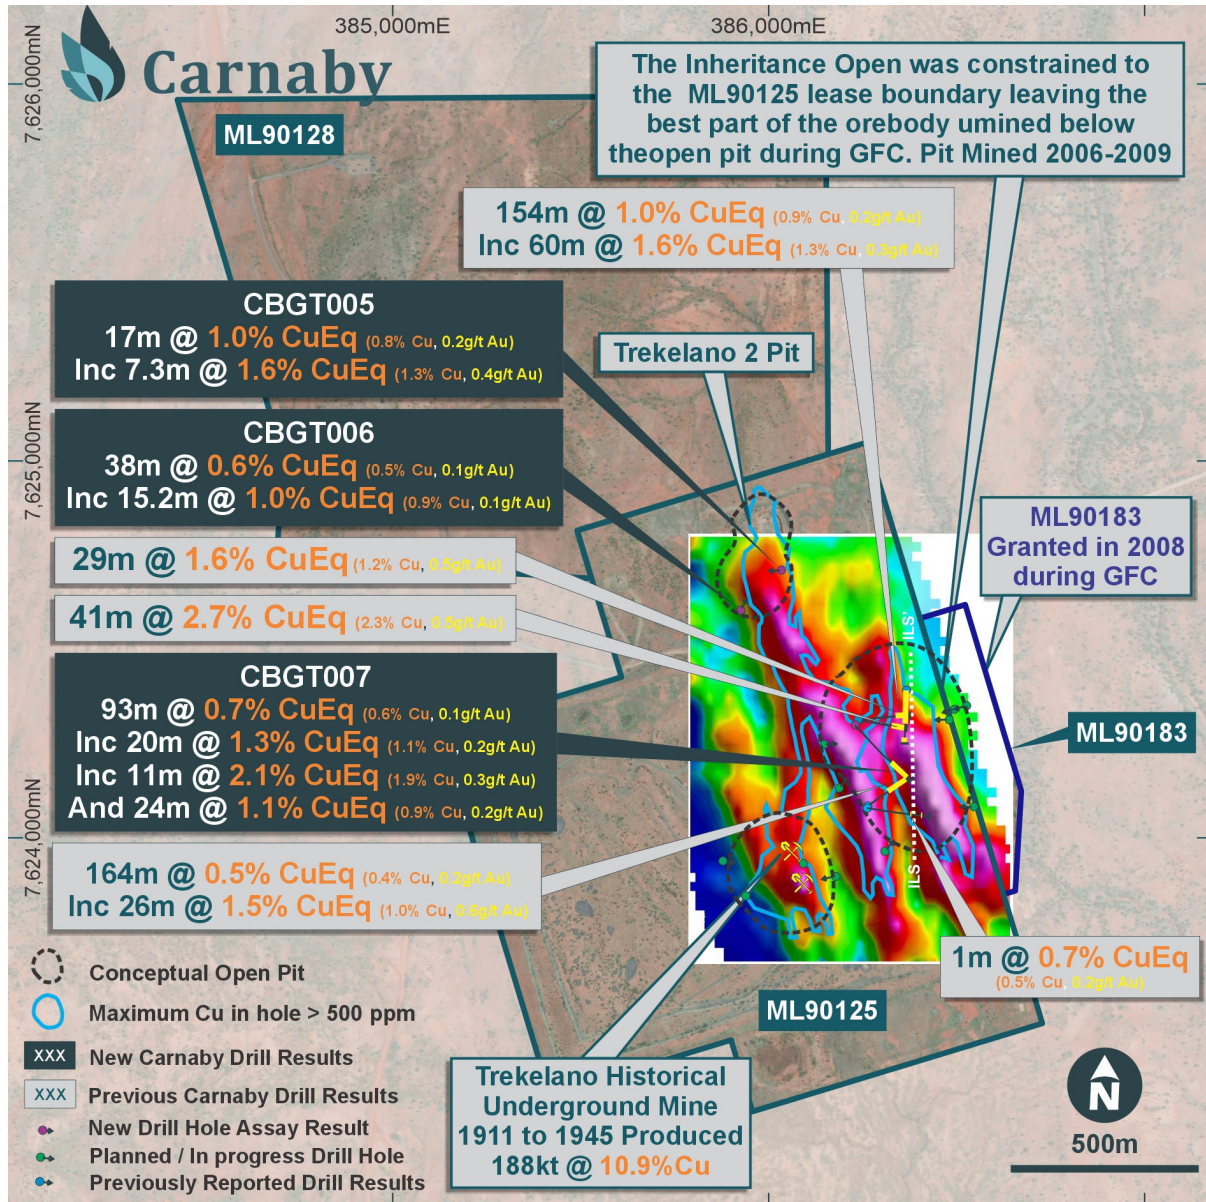 385,000mE
386,000mE
7,626,000mN
7,625,000mN
7,624,000mN
Carnaby
The Inheritance Open was constrained to
the ML90125 lease boundary leaving the
best part of the orebody umined below
theopen pit during GFC. Pit Mined 2006-2009
ML90128
154m @ 1.0% CuEq (0.9% Cu, 0.2g/t Au)
Inc 60m @ 1.6% CuEq (1.3% Cu, 0.3g/t Au)
CBGT005
17m @ 1.0% CuEq (0.8% Cu, 0.2g/t Au)
Inc 7.3m @ 1.6% CuEq (1.3% Cu, 0.4g/t Au)
Trekelano 2 Pit
CBGT006
38m @ 0.6% CuEq (0.5% Cu, 0.1g/t Au)
Inc 15.2m @ 1.0% CuEq (0.9% Cu, 0.1g/t Au)
ML90183
Granted in 2008
during GFC
29m @ 1.6% CuEq (1.2% Cu, 0.5g/t Au)
41m @ 2.7% CuEq (2.3% Cu, 0.5g/t Au)
CBGT007
93m @ 0.7% CuEq (0.6% Cu, 0.1g/t Au)
Inc 20m @ 1.3% CuEq (1.1% Cu, 0.2g/t Au)
Inc 11m @ 2.1% CuEq (1.9% Cu, 0.3g/t Au)
And 24m @ 1.1% CuEq (0.9% Cu, 0.2g/t Au)
ILS'
ILS
ML90183
164m @ 0.5% CuEq (0.4% Cu, 0.2g/t Au)
Inc 26m @ 1.5% CuEq (1.0% Cu, 0.6g/t Au)
1m @ 0.7% CuEq
(0.5% Cu, 0.2g/t Au)
ML90125
Conceptual Open Pit
Maximum Cu in hole > 500 ppm
XXX New Carnaby Drill Results
XXX Previous Carnaby Drill Results
New Drill Hole Assay Result
Planned / In progress Drill Hole
Previously Reported Drill Results
Trekelano Historical
Underground Mine
1911 to 1945 Produced
188kt @ 10.9%Cu
N
500m